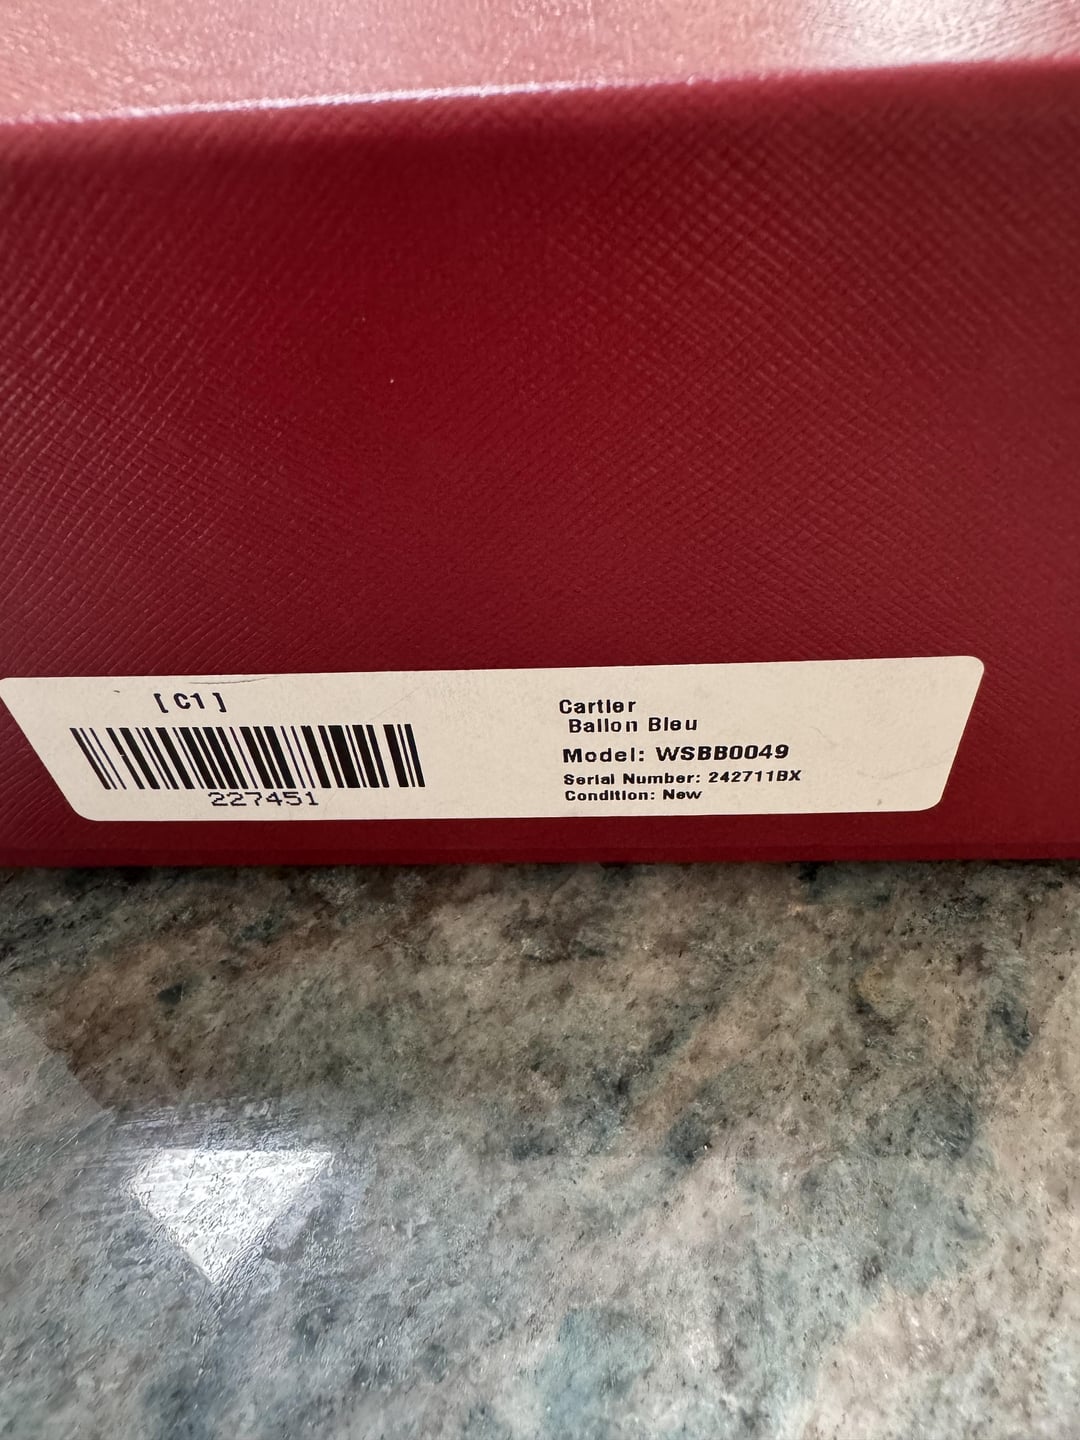 [ C1 ]
227451
Cartier
Ballon Bleu
Model: WSBB0049
Serial Number: 242711BX
Condition: New